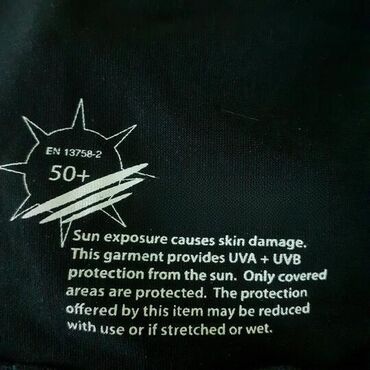 EN 13758-2
50+
Sun exposure causes skin damage.
This garment provides UVA + UVB
protection from the sun. Only covered
areas are protected. The protection
offered by this item may be reduced
with use or if stretched or wet.